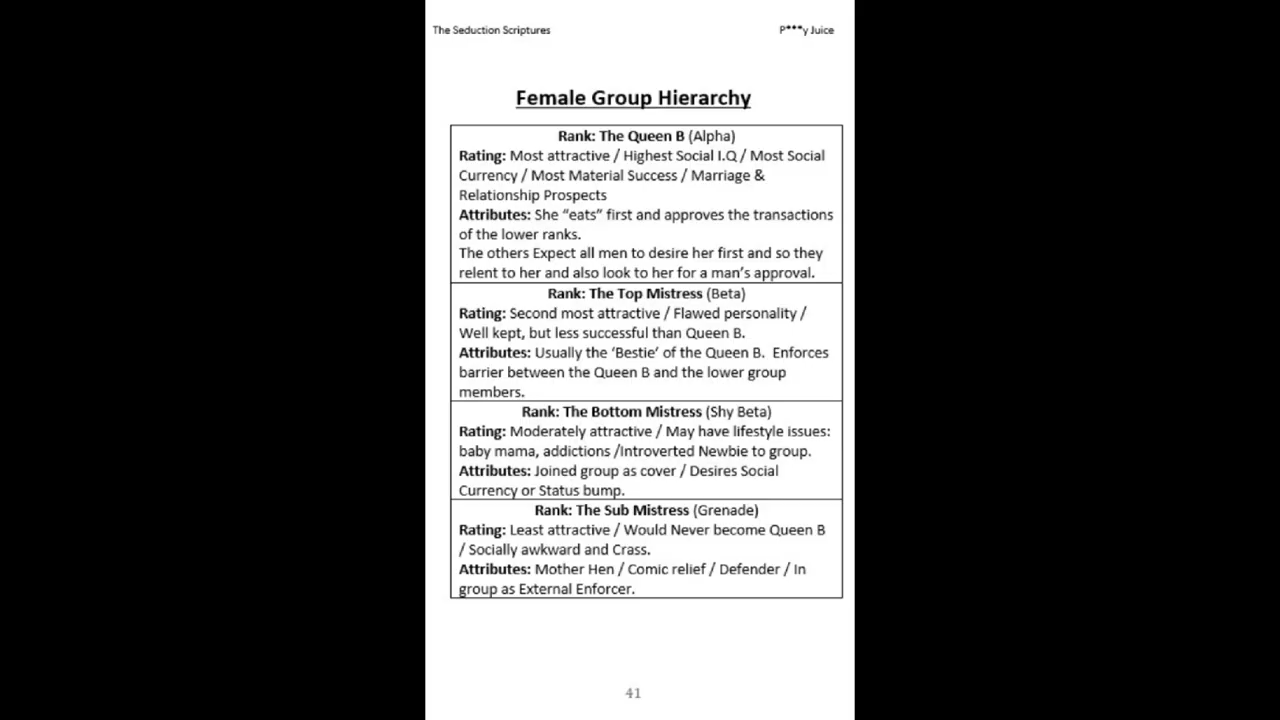 The Seduction Scriptures
P***y Juice
Female Group Hierarchy
Rank: The Queen B (Alpha)
Rating: Most attractive / Highest Social I.Q / Most Social
Currency / Most Material Success / Marriage &
Relationship Prospects
Attributes: She “eats” first and approves the transactions
of the lower ranks.
The others Expect all men to desire her first and so they
relent to her and also look to her for a man’s approval.
Rank: The Top Mistress (Beta)
Rating: Second most attractive / Flawed personality /
Well kept, but less successful than Queen B.
Attributes: Usually the ‘Bestie’ of the Queen B.  Enforces
barrier between the Queen B and the lower group
members.
Rank: The Bottom Mistress (Shy Beta)
Rating: Moderately attractive / May have lifestyle issues:
baby mama, addictions /Introverted Newbie to group.
Attributes: Joined group as cover / Desires Social
Currency or Status bump.
Rank: The Sub Mistress (Grenade)
Rating: Least attractive / Would Never become Queen B
/ Socially awkward and Crass.
Attributes: Mother Hen / Comic relief / Defender / In
group as External Enforcer.
41